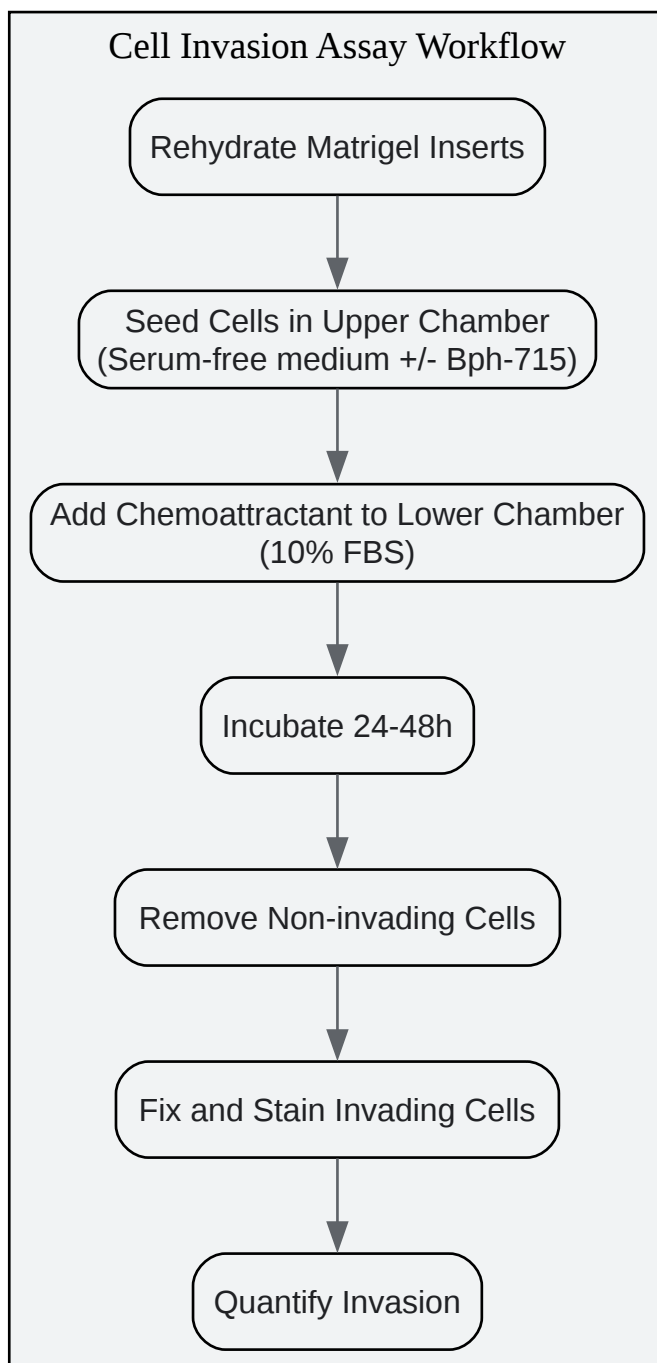 Cell Invasion Assay Workflow
Rehydrate Matrigel Inserts
Seed Cells in Upper Chamber
(Serum-free medium +/- Bph-715)
Add Chemoattractant to Lower Chamber
(10% FBS)
Incubate 24-48h
Remove Non-invading Cells
Fix and Stain Invading Cells
Quantify Invasion